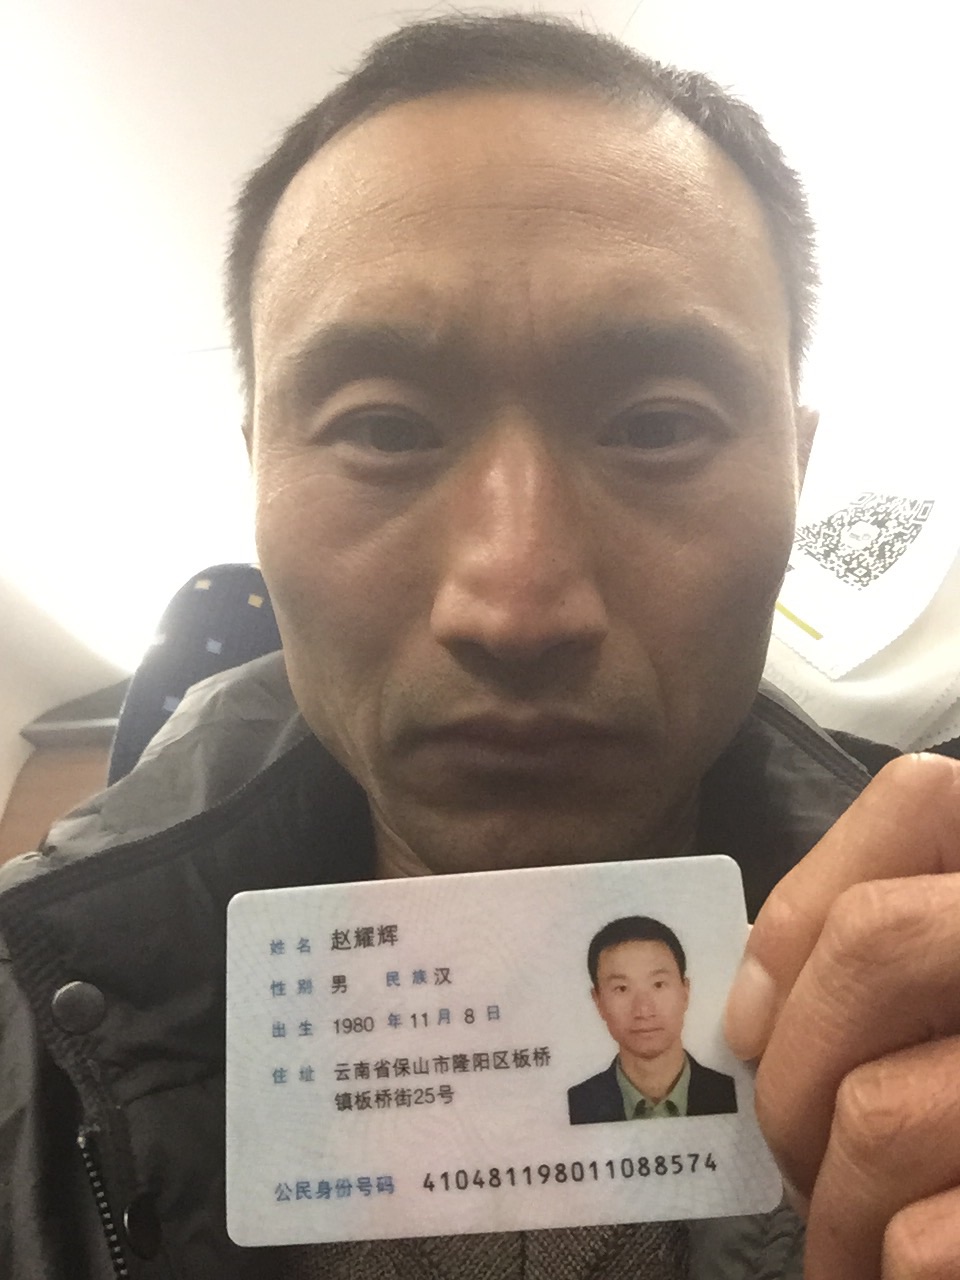 姓名 赵耀辉
性别 男 民族 汉
出生 1980 年 11 月 8 日
住址 云南省保山市隆阳区板桥
镇板桥街25号
公民身份号码 410481198011088574